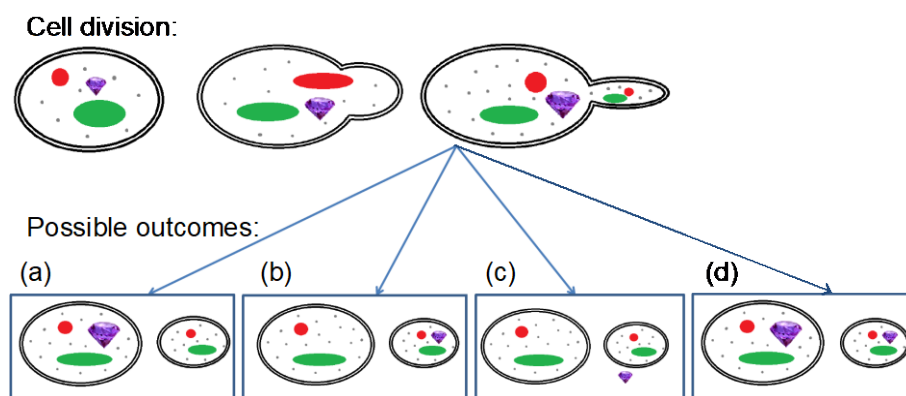 Cell division:
Possible outcomes:
(a)
(b)
(c)
(d)